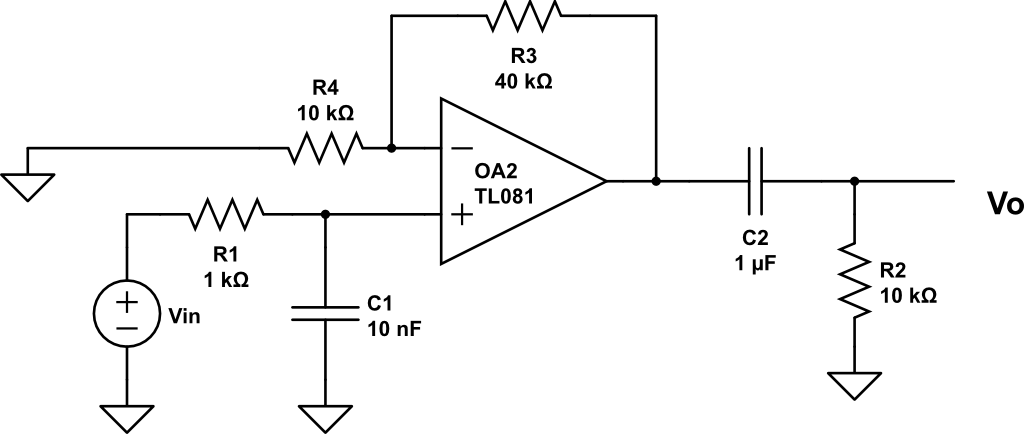 R3
40 kΩ
R4
10 kΩ
OA2
TL081
R1
1 kΩ
C1
10 nF
Vin
C2
1 µF
R2
10 kΩ
Vo